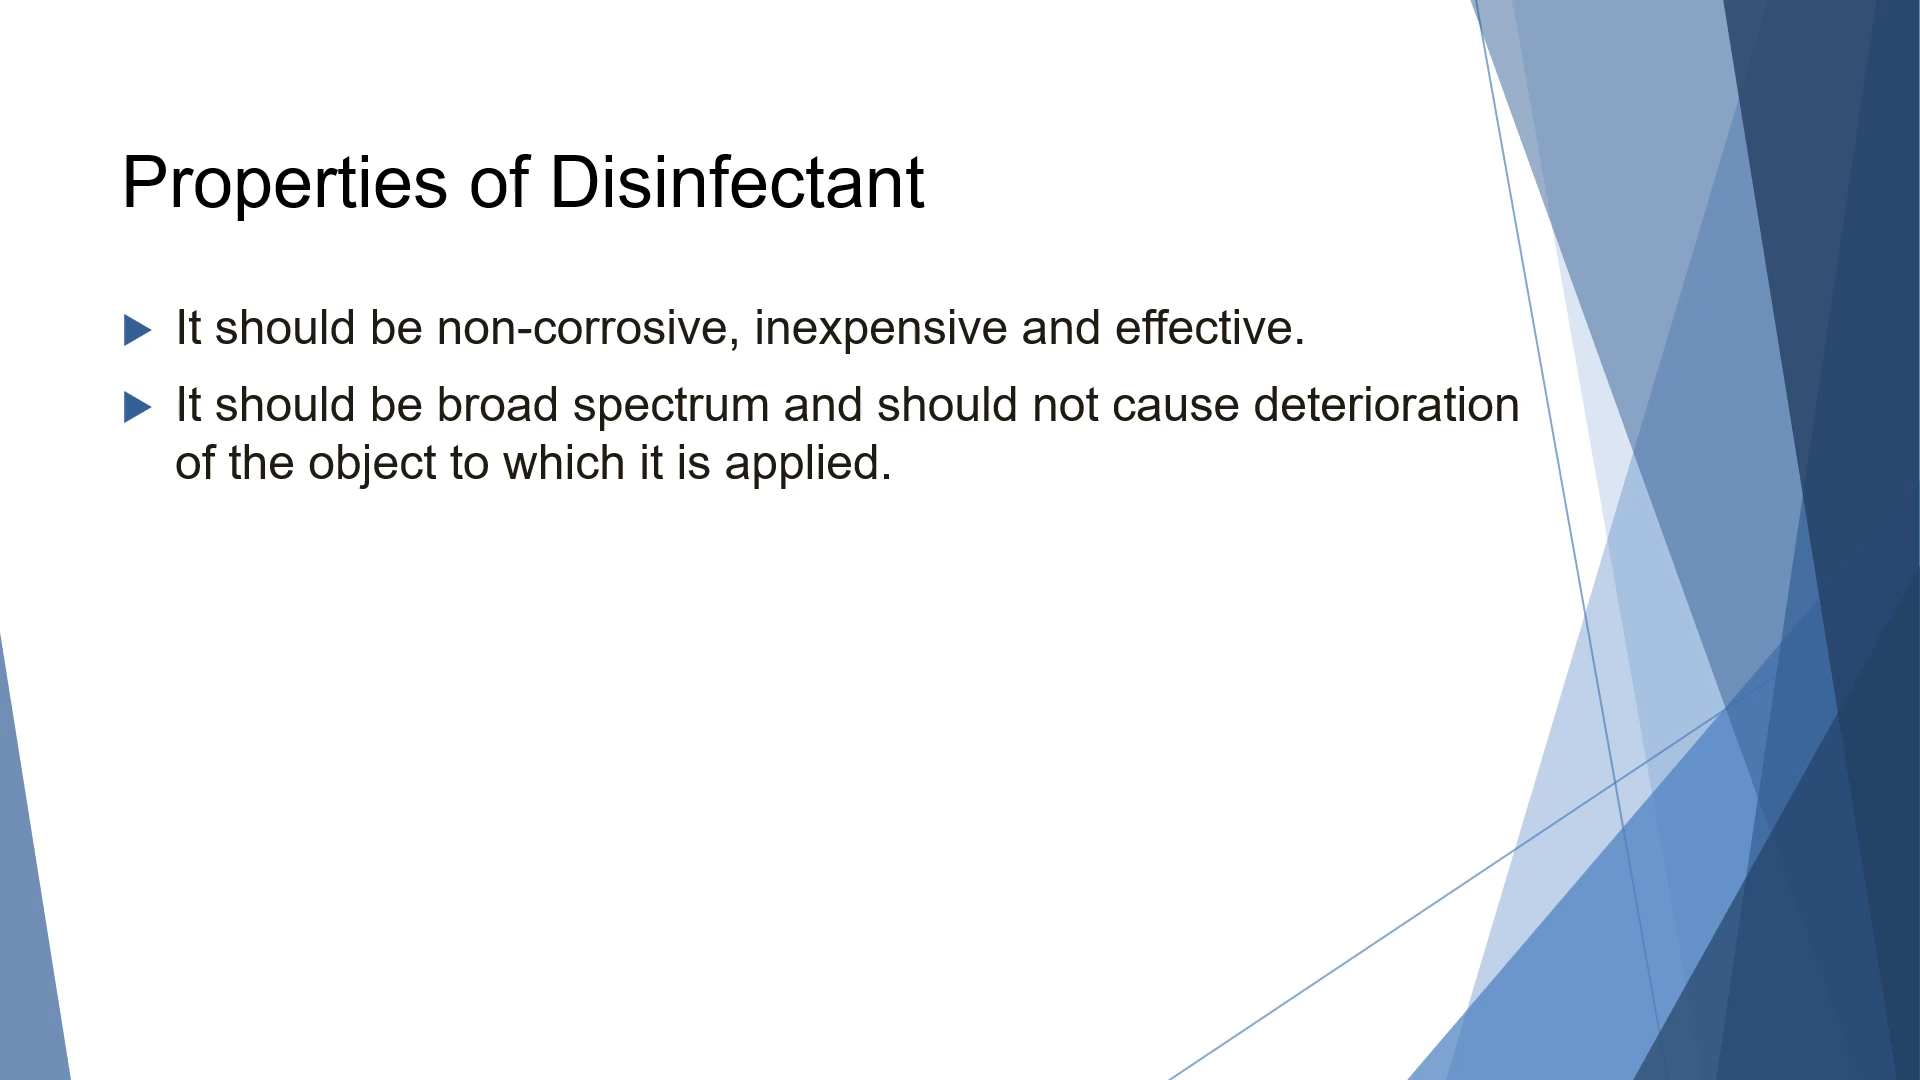 Properties of Disinfectant
It should be non-corrosive, inexpensive and effective.
It should be broad spectrum and should not cause deterioration
of the object to which it is applied.